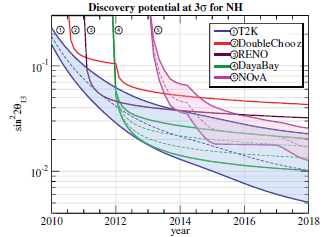 Discovery potential at 3σ for NH
① ② ③ ④ ⑤
①T2K
②DoubleChooz
③RENO
④DayaBay
⑤NOvA
10⁻¹
10⁻²
sin²2θ₁₃
2010 2012 2014 2016 2018
year